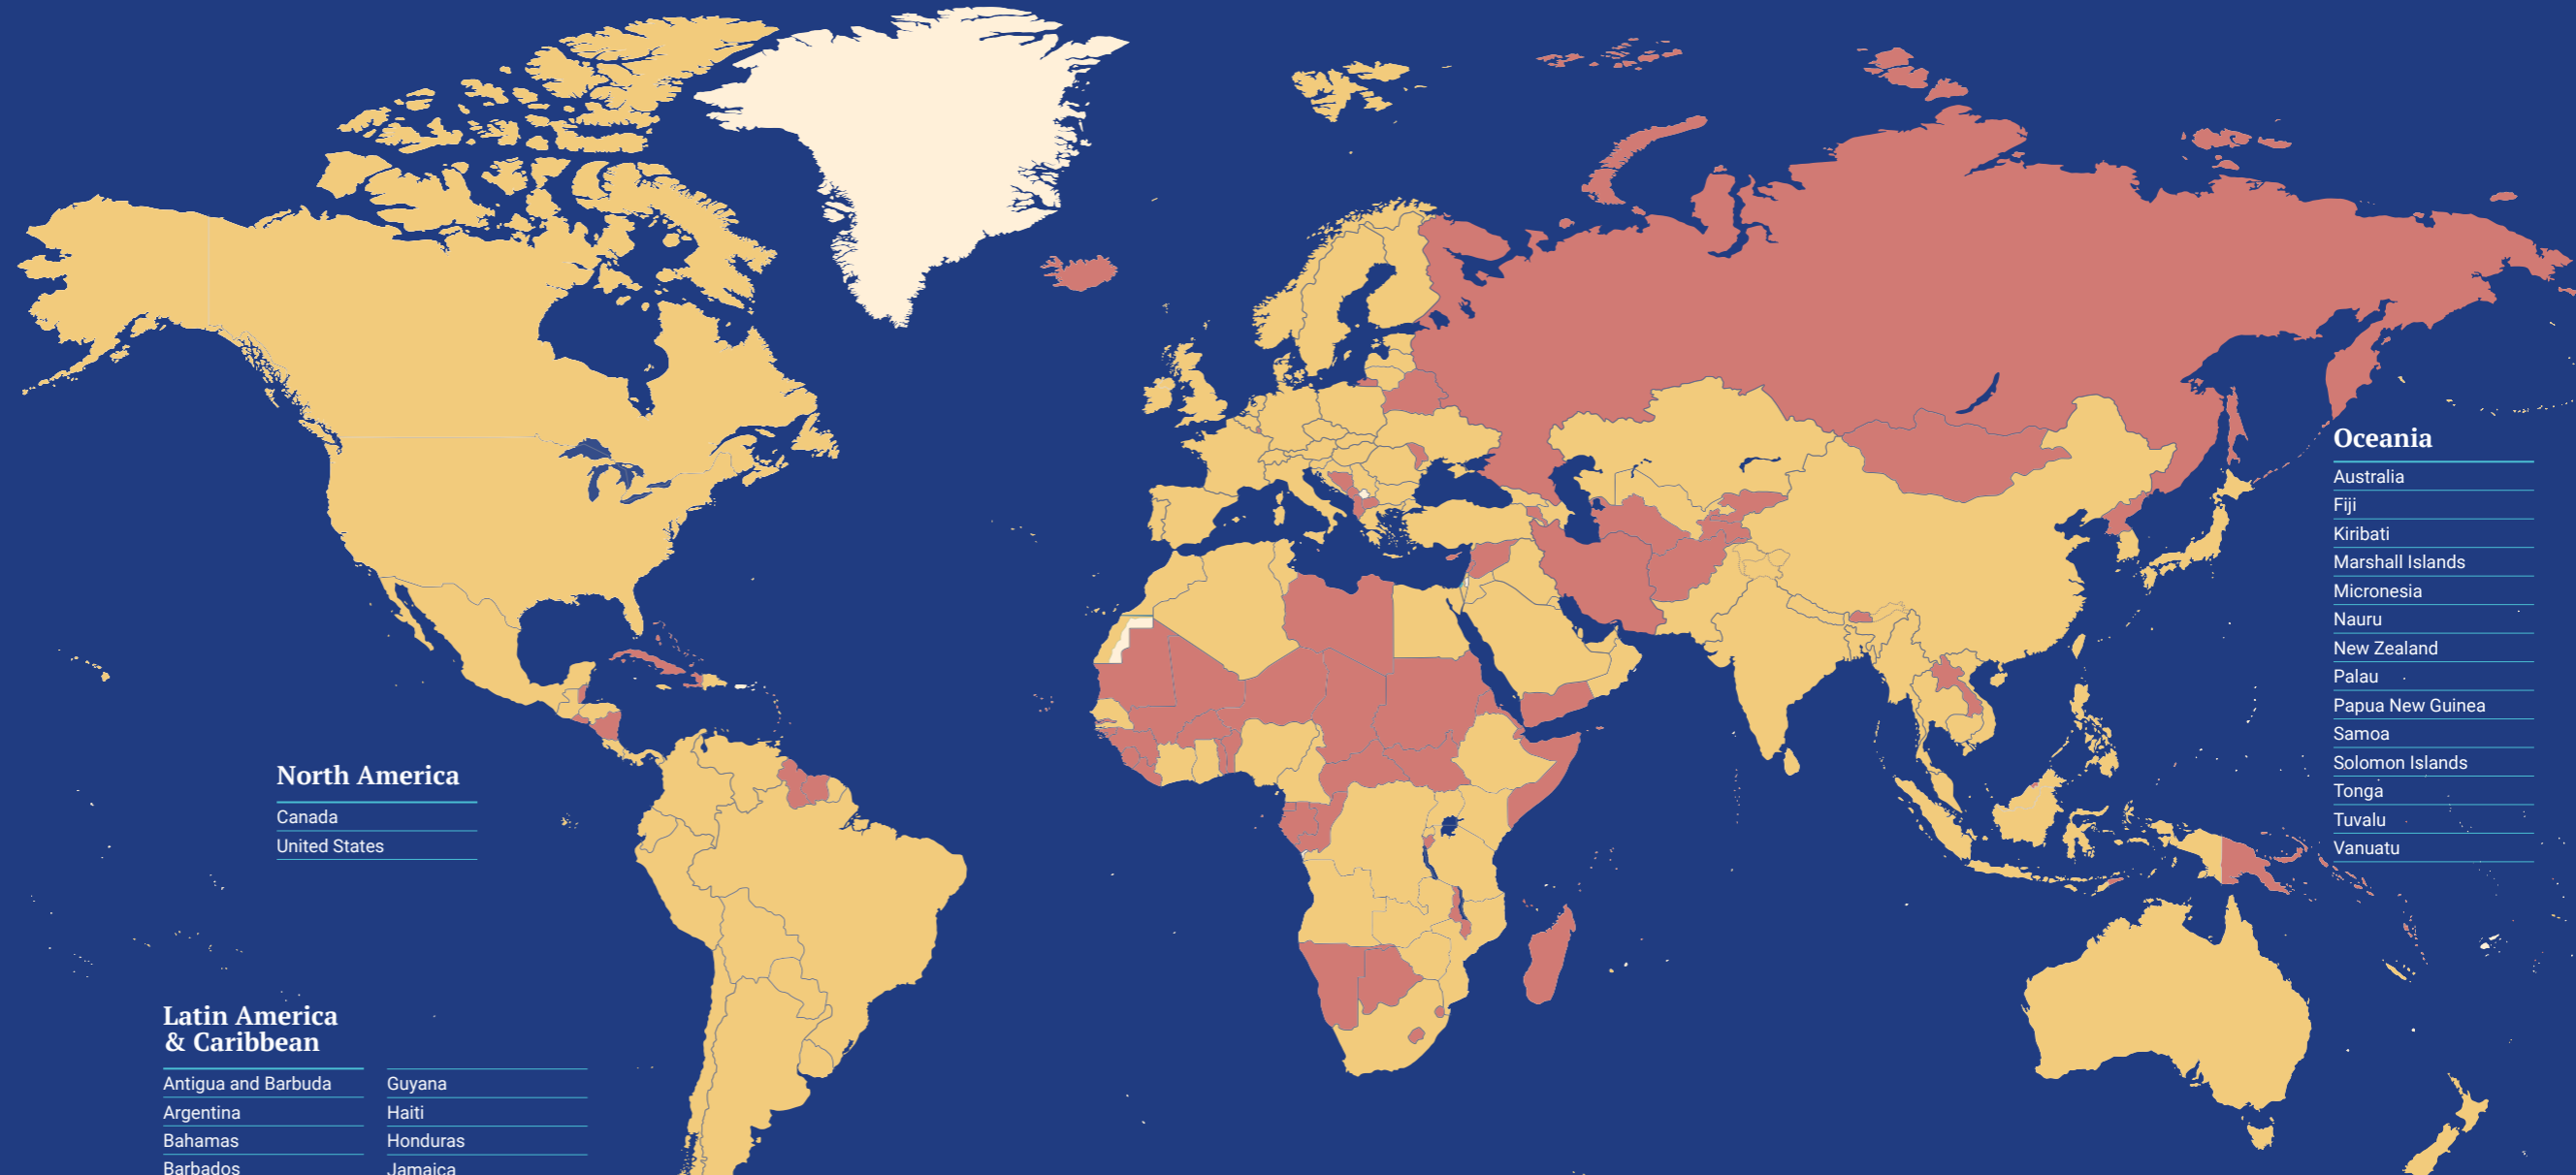 Oceania
Australia
Fiji
Kiribati
Marshall Islands
Micronesia
Nauru
New Zealand
Palau
Papua New Guinea
Samoa
Solomon Islands
Tonga
Tuvalu
Vanuatu
North America
Canada
United States
Latin America
& Caribbean
Antigua and Barbuda
Argentina
Bahamas
Barbados
Guyana
Haiti
Honduras
Jamaica